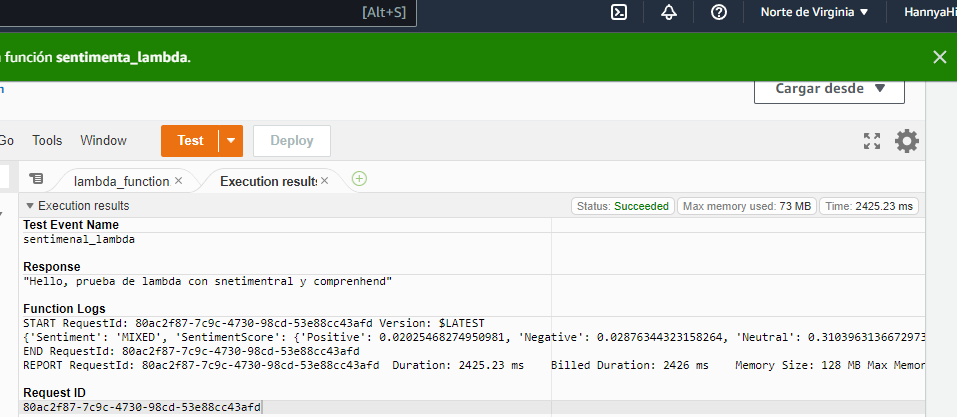 [Alt+S] Norte de Virginia HannyaHi
función sentimenta_lambda.
Cargar desde
Go Tools Window Test Deploy
lambda_function Execution results
Execution results Status: Succeeded Max memory used: 73 MB Time: 2425.23 ms
Test Event Name
sentimenal_lambda
Response
"Hello, prueba de lambda con snetimentral y comprenhend"
Function Logs
START RequestId: 80ac2f87-7c9c-4730-98cd-53e88cc43afd Version: $LATEST
{'Sentiment': 'MIXED', 'SentimentScore': {'Positive': 0.02025468274950981, 'Negative': 0.02876344323158264, 'Neutral': 0.3103963136672973
END RequestId: 80ac2f87-7c9c-4730-98cd-53e88cc43afd
REPORT RequestId: 80ac2f87-7c9c-4730-98cd-53e88cc43afd Duration: 2425.23 ms Billed Duration: 2426 ms Memory Size: 128 MB Max Memor
Request ID
80ac2f87-7c9c-4730-98cd-53e88cc43afd